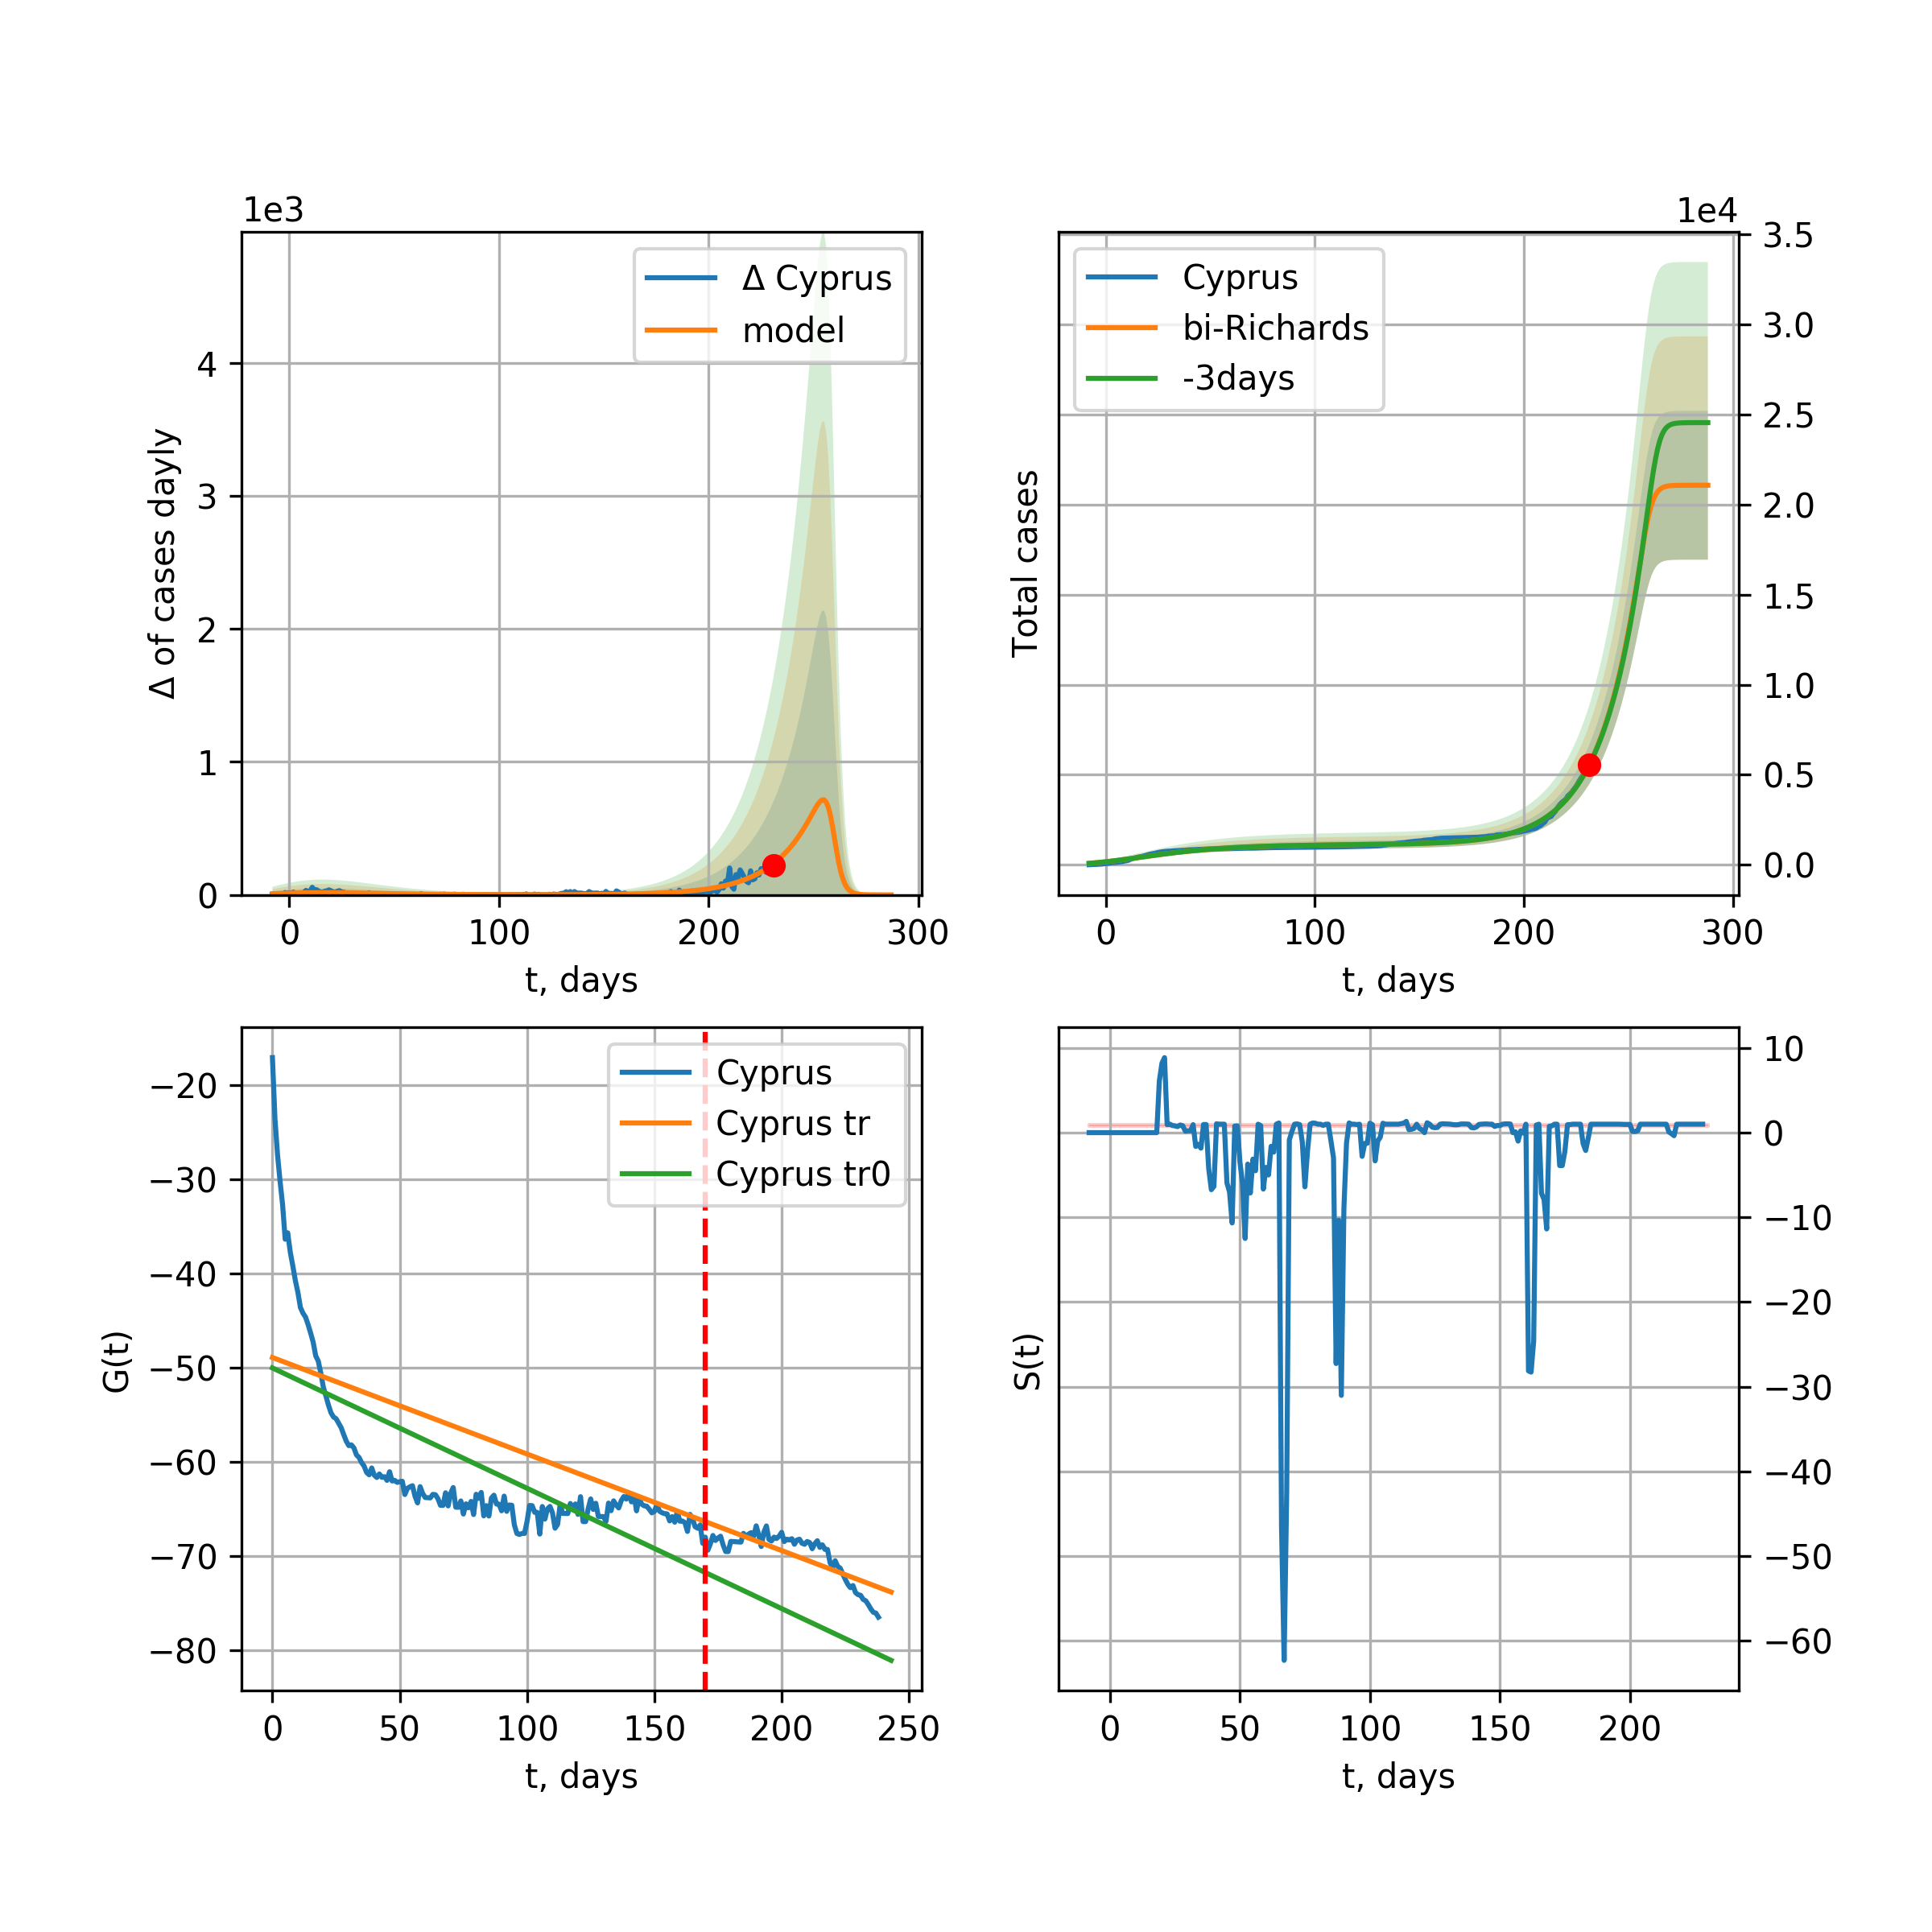 1e3
Δ of cases dayly
4
3
2
1
0
Δ Cyprus
model
0 100 200 300
t, days
1e4
Total cases
Cyprus
bi-Richards
-3days
3.5
3.0
2.5
2.0
1.5
1.0
0.5
0.0
0 100 200 300
t, days
G(t)
−20
−30
−40
−50
−60
−70
−80
Cyprus
Cyprus tr
Cyprus tr0
0 50 100 150 200 250
t, days
S(t)
10
0
−10
−20
−30
−40
−50
−60
0 50 100 150 200
t, days